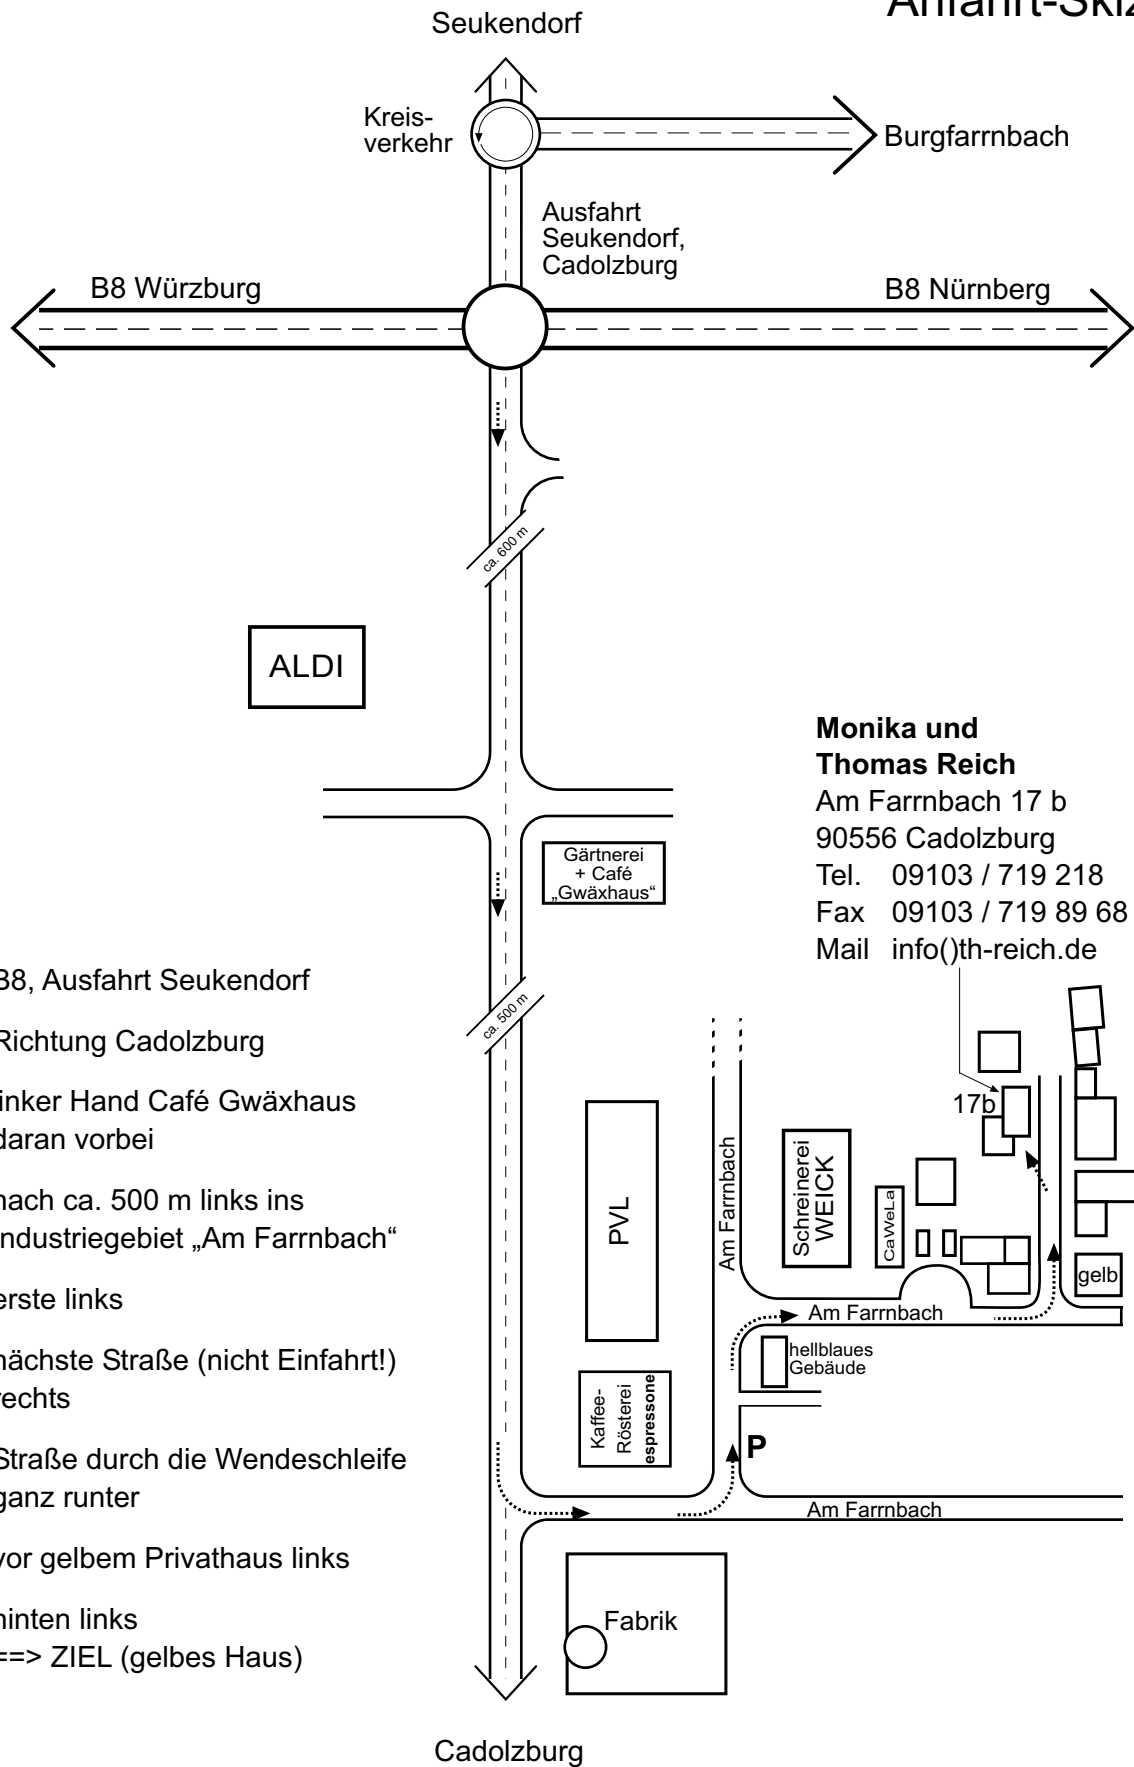 Anfahrt-Skiz
Seukendorf
Kreis-
verkehr
Burgfarrnbach
Ausfahrt
Seukendorf,
Cadolzburg
B8 Würzburg
B8 Nürnberg
ca. 600 m
ALDI
Monika und
Thomas Reich
Am Farrnbach 17 b
90556 Cadolzburg
Tel. 09103 / 719 218
Fax 09103 / 719 89 68
Mail info()th-reich.de
Gärtnerei
+ Café
„Gwäxhaus“
B8, Ausfahrt Seukendorf
Richtung Cadolzburg
linker Hand Café Gwäxhaus
daran vorbei
nach ca. 500 m links ins
Industriegebiet „Am Farrnbach“
erste links
nächste Straße (nicht Einfahrt!)
rechts
Straße durch die Wendeschleife
ganz runter
vor gelbem Privathaus links
hinten links
==> ZIEL (gelbes Haus)
ca. 500 m
17b
PVL
Am Farrnbach
Schreinerei
WEICK
CaWeLa
gelb
Am Farrnbach
hellblaues
Gebäude
Kaffee-
Rösterei
espressone
P
Am Farrnbach
Fabrik
Cadolzburg